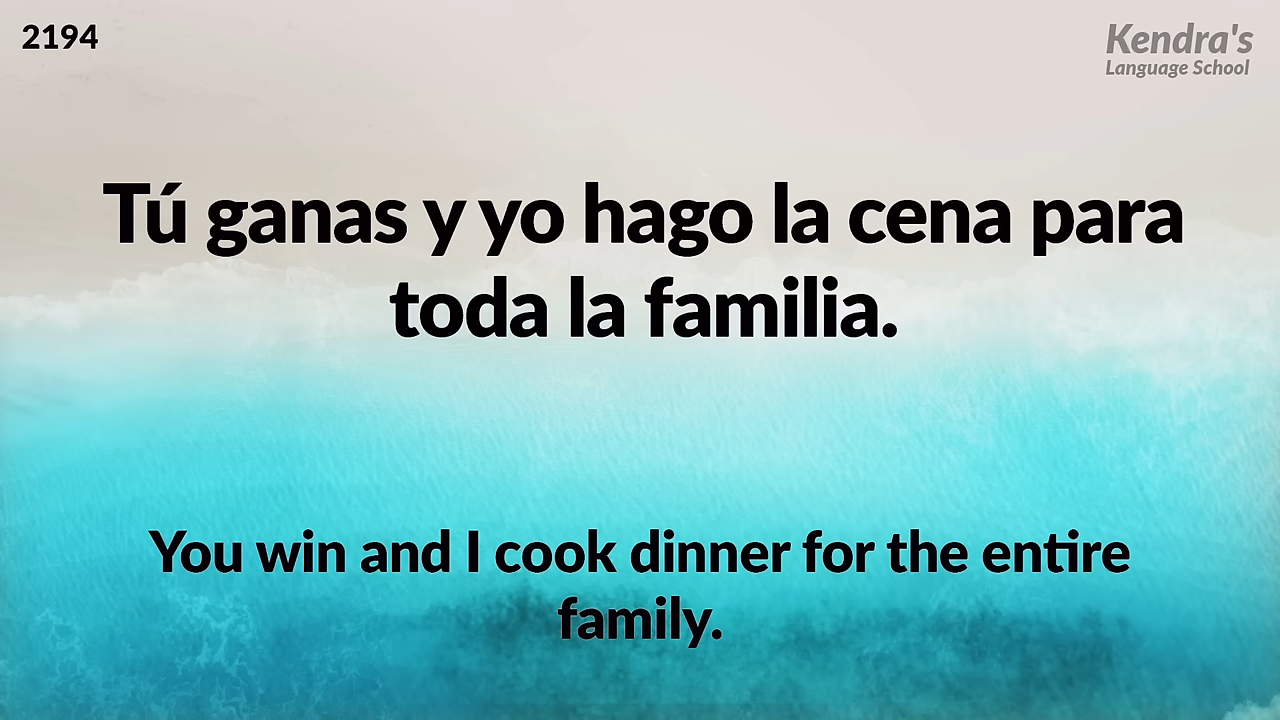 2194
Kendra's
Language School
Tú ganas y yo hago la cena para
toda la familia.
You win and I cook dinner for the entire
family.